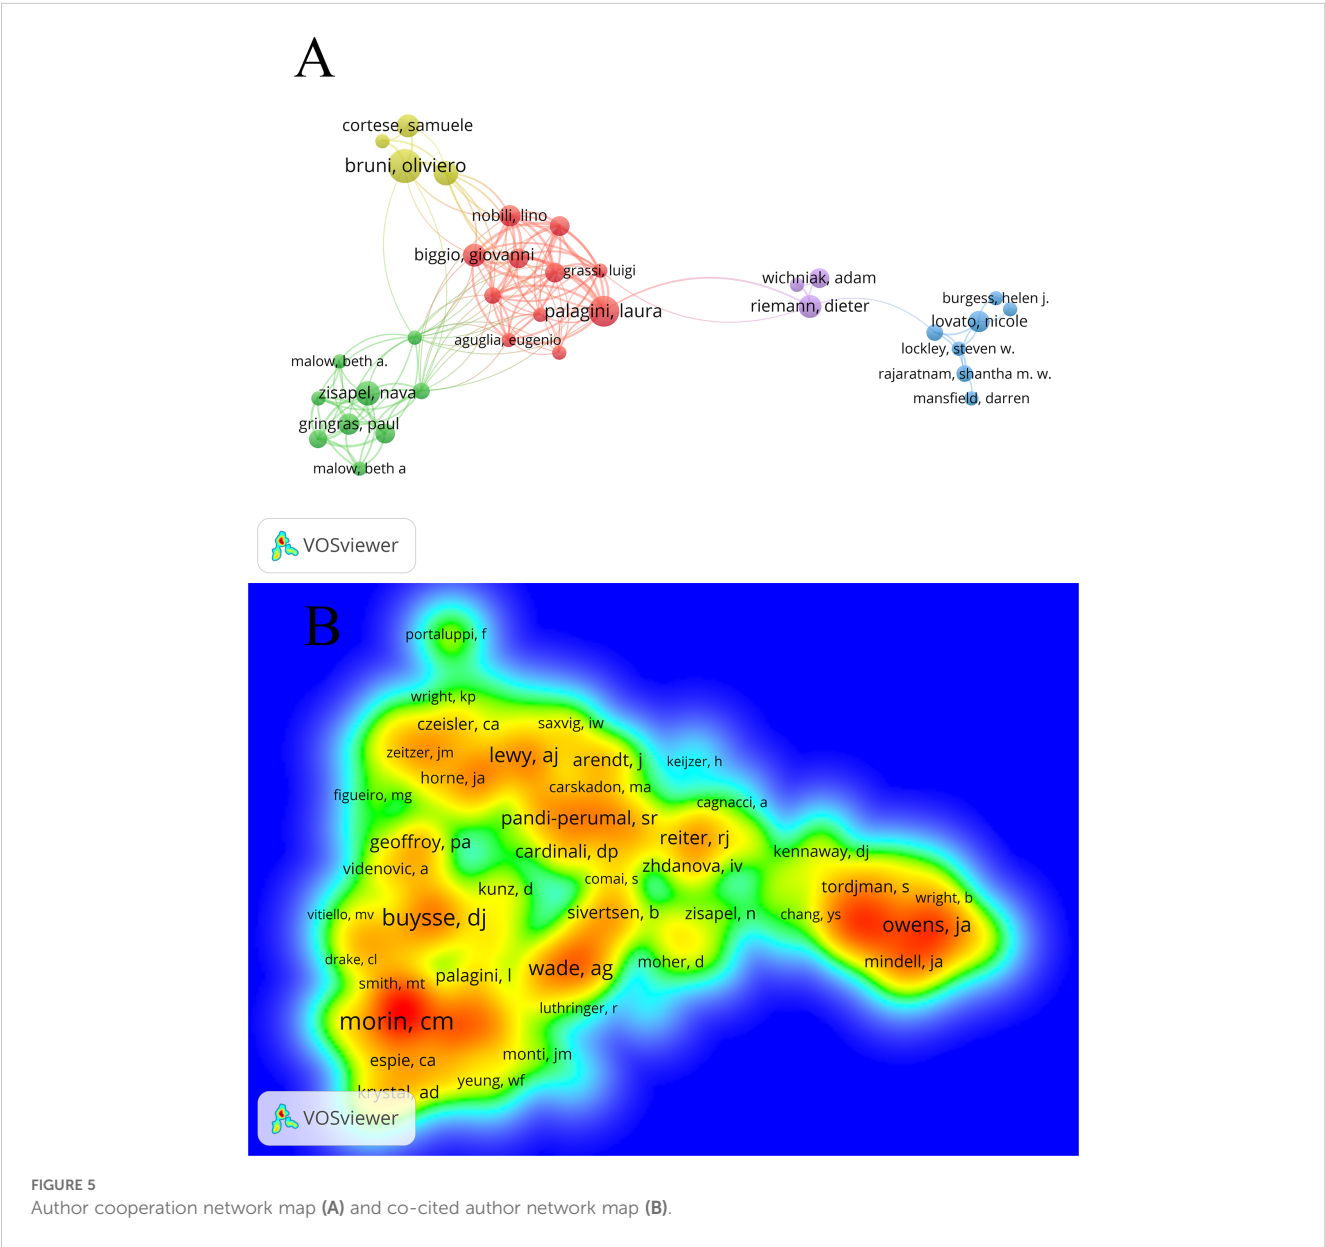 A
cortese, samuele
bruni, oliviero
nobili, lino
biggio, giovanni
grassi, luigi
palagini, laura
aguglia, eugenio
wichniak, adam
riemann, dieter
burgess, helen j.
lovato, nicole
lockley, steven w.
rajaratnam, shantha m. w.
mansfield, darren
malow, beth a.
zisapel, nava
gringras, paul
malow, beth a
VOSviewer
B
portaluppi, f
wright, kp
czeisler, ca
saxvig, iw
zeitzer, jm
lewy, aj
arendt, j
keijzer, h
horne, ja
carskadon, ma
figueiro, mg
cagnacci, a
pandi-perumal, sr
reiter, rj
geoffroy, pa
cardinali, dp
kennaway, dj
videnovic, a
zhdanova, iv
comai, s
kunz, d
tordjman, s
wright, b
vitiello, mv
buysse, dj
sivertsen, b
zisapel, n
chang, ys
owens, ja
drake, cl
palagini, l
wade, ag
moher, d
mindell, ja
smith, mt
luthringer, r
morin, cm
espie, ca
monti, jm
yeung, wf
krystal, ad
VOSviewer
FIGURE 5
Author cooperation network map (A) and co-cited author network map (B).